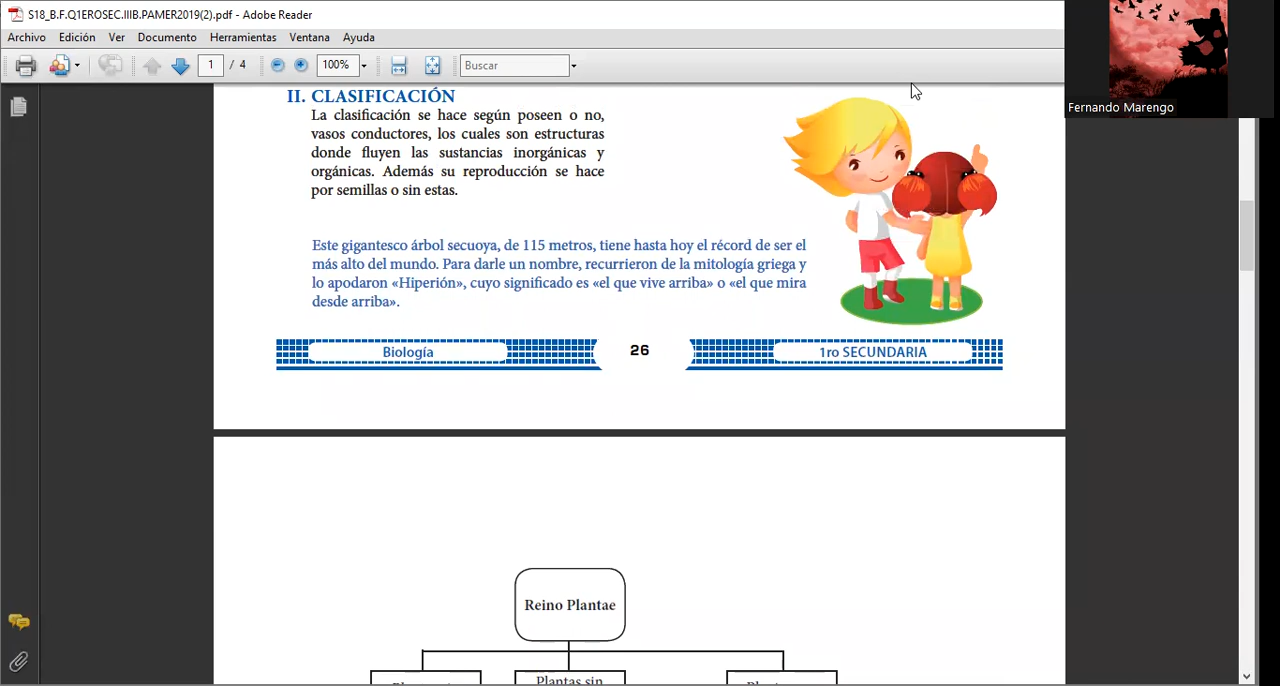 S18_B.F.Q1EROSEC.IIIB.PAMER2019(2).pdf - Adobe Reader
Archivo Edición Ver Documento Herramientas Ventana Ayuda
1 / 4 100% Buscar
Fernando Marengo
II. CLASIFICACIÓN
La clasificación se hace según poseen o no,
vasos conductores, los cuales son estructuras
donde fluyen las sustancias inorgánicas y
orgánicas. Además su reproducción se hace
por semillas o sin estas.
Este gigantesco árbol secuoya, de 115 metros, tiene hasta hoy el récord de ser el
más alto del mundo. Para darle un nombre, recurrieron de la mitología griega y
lo apodaron «Hiperión», cuyo significado es «el que vive arriba» o «el que mira
desde arriba».
Biología 26 1ro SECUNDARIA
Reino Plantae
Plantas sin